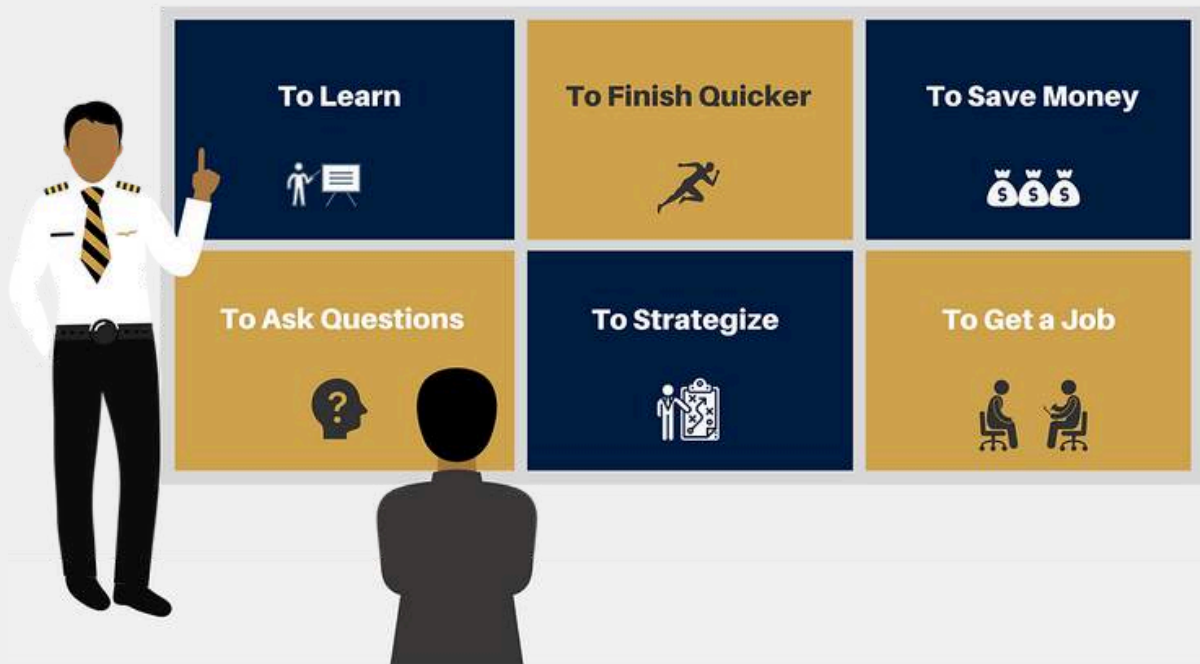 To Learn
To Finish Quicker
To Save Money
$ $ $
To Ask Questions
To Strategize
To Get a Job
?